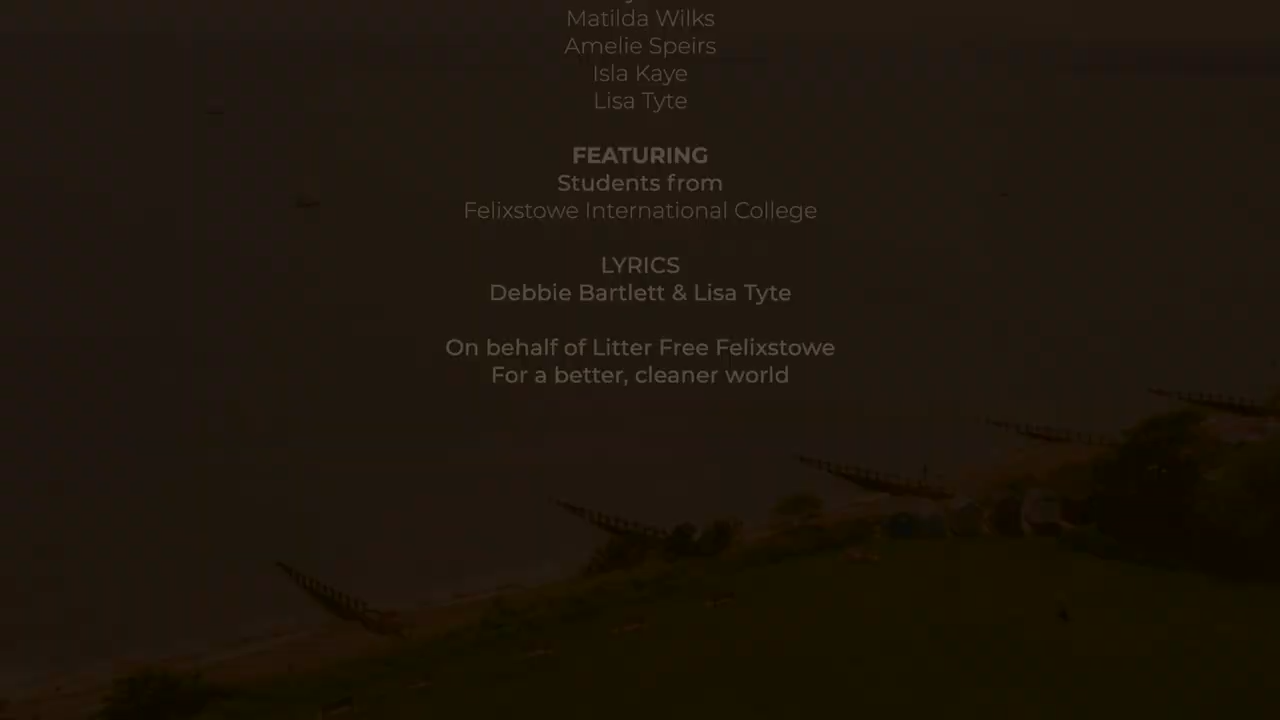 Matilda Wilks
Amelie Speirs
Isla Kaye
Lisa Tyte
FEATURING
Students from
Felixstowe International College
LYRICS
Debbie Bartlett & Lisa Tyte
On behalf of Litter Free Felixstowe
For a better, cleaner world